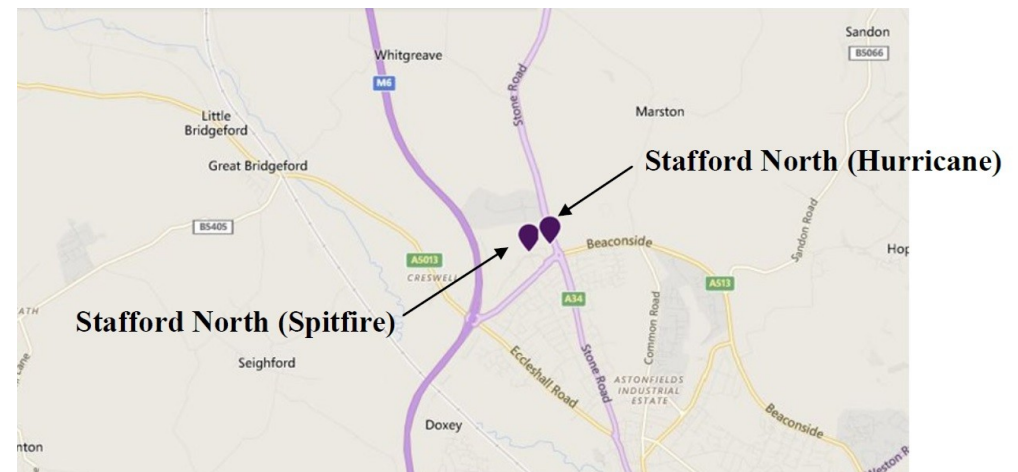 Sandon
B5066
Whitgreave
M6
Stone Road
Marston
Little
Bridgeford
Great Bridgeford
Stafford North (Hurricane)
B5405
Sandon Road
Beaconside
Hop
A5013
CRESWELL
A513
A34
ATH
Stafford North (Spitfire)
Common Road
Lane
Seighford
Eccleshall Road
Stone Road
ASTONFIELDS
INDUSTRIAL
ESTATE
Beaconside
Doxey
nton
Weston R